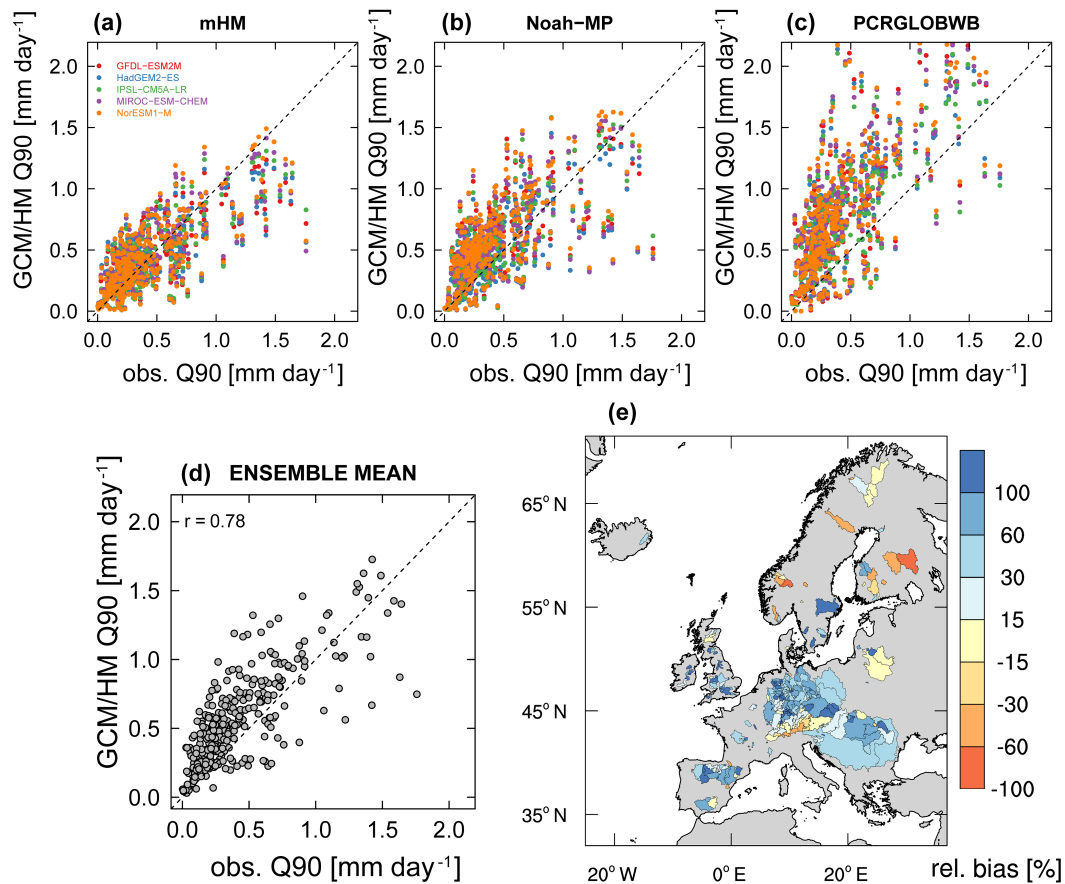 (a) mHM
GCM/HM Q90 [mm day-1]
2.0
1.5
1.0
0.5
0.0
GFDL−ESM2M
HadGEM2−ES
IPSL−CM5A−LR
MIROC−ESM−CHEM
NorESM1−M
0.0 0.5 1.0 1.5 2.0
obs. Q90 [mm day-1]
(b) Noah−MP
GCM/HM Q90 [mm day-1]
2.0
1.5
1.0
0.5
0.0
0.0 0.5 1.0 1.5 2.0
obs. Q90 [mm day-1]
(c) PCRGLOBWB
GCM/HM Q90 [mm day-1]
2.0
1.5
1.0
0.5
0.0
0.0 0.5 1.0 1.5 2.0
obs. Q90 [mm day-1]
(d) ENSEMBLE MEAN
GCM/HM Q90 [mm day-1]
r = 0.78
2.0
1.5
1.0
0.5
0.0
0.0 0.5 1.0 1.5 2.0
obs. Q90 [mm day-1]
(e)
65° N
55° N
45° N
35° N
20° W 0° E 20° E
100
60
30
15
-15
-30
-60
-100
rel. bias [%]